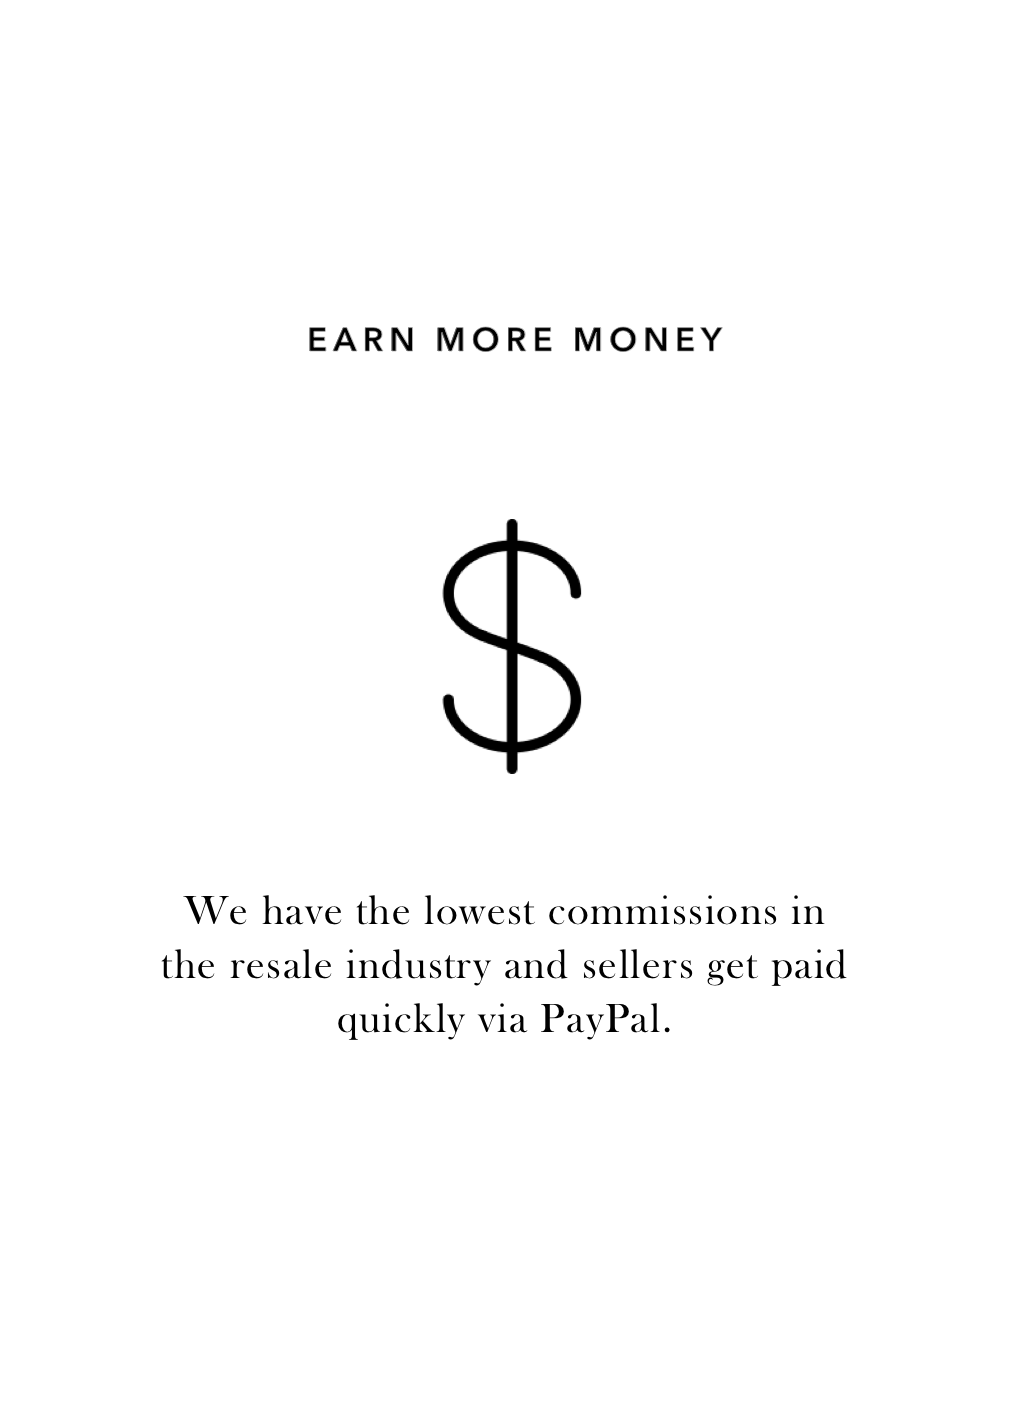 EARN MORE MONEY
$
We have the lowest commissions in
the resale industry and sellers get paid
quickly via PayPal.